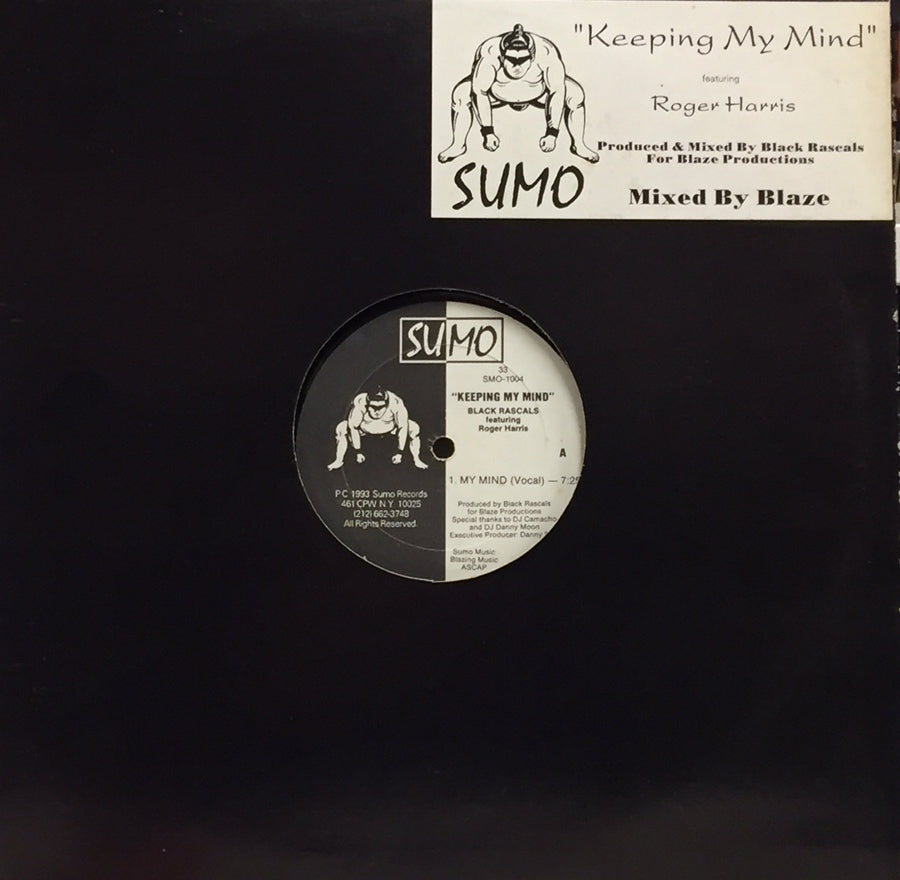 "Keeping My Mind"
featuring
Roger Harris
Produced & Mixed By Black Rascals
For Blaze Productions
Mixed By Blaze
SUMO
SUMO
33
SMO-1004
"KEEPING MY MIND"
BLACK RASCALS
featuring
Roger Harris
A
1. MY MIND (Vocal) — 7:25
P C 1993 Sumo Records
461 CPW N.Y. 10025
(212) 662-3748
All Rights Reserved.
Produced by Black Rascals
for Blaze Productions
Special thanks to DJ Camacho
and DJ Danny Moon
Executive Producer: Danny
Sumo Music
Blazing Music
ASCAP